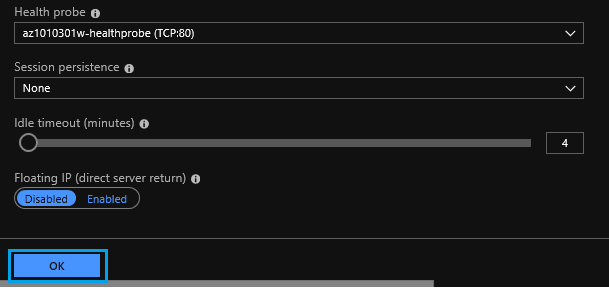 Health probe
az1010301w-healthprobe (TCP:80)
Session persistence
None
Idle timeout (minutes)
4
Floating IP (direct server return)
Disabled Enabled
OK